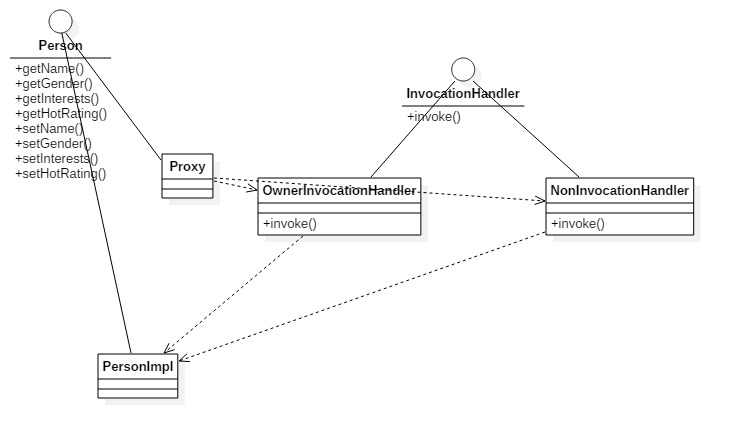 Person
+getName()
+getGender()
+getInterests()
+getHotRating()
+setName()
+setGender()
+setInterests()
+setHotRating()
InvocationHandler
+invoke()
Proxy
OwnerInvocationHandler
+invoke()
NonInvocationHandler
+invoke()
PersonImpl